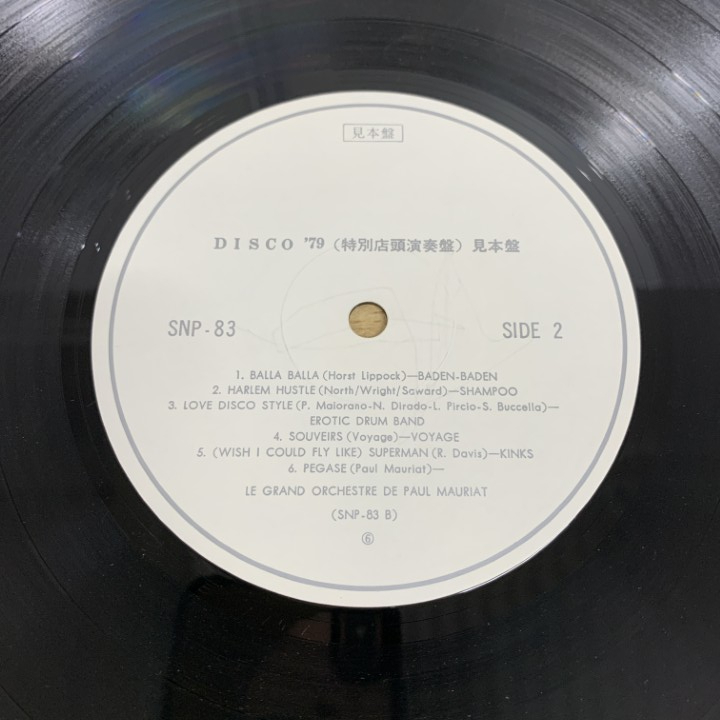 見本盤
DISCO '79 (特別店頭演奏盤) 見本盤
SNP-83 SIDE 2
1. BALLA BALLA (Horst Lippock)—BADEN-BADEN
2. HARLEM HUSTLE (North/Wright/Soward)—SHAMPOO
3. LOVE DISCO STYLE (P. Maiorano-N. Dirado-L. Pircio-S. Buccella)—
EROTIC DRUM BAND
4. SOUVEIRS (Voyage)—VOYAGE
5. (WISH I COULD FLY LIKE) SUPERMAN (R. Davis)—KINKS
6. PEGASE (Paul Mauriat)—
LE GRAND ORCHESTRE DE PAUL MAURIAT
(SNP-83 B)
⑥